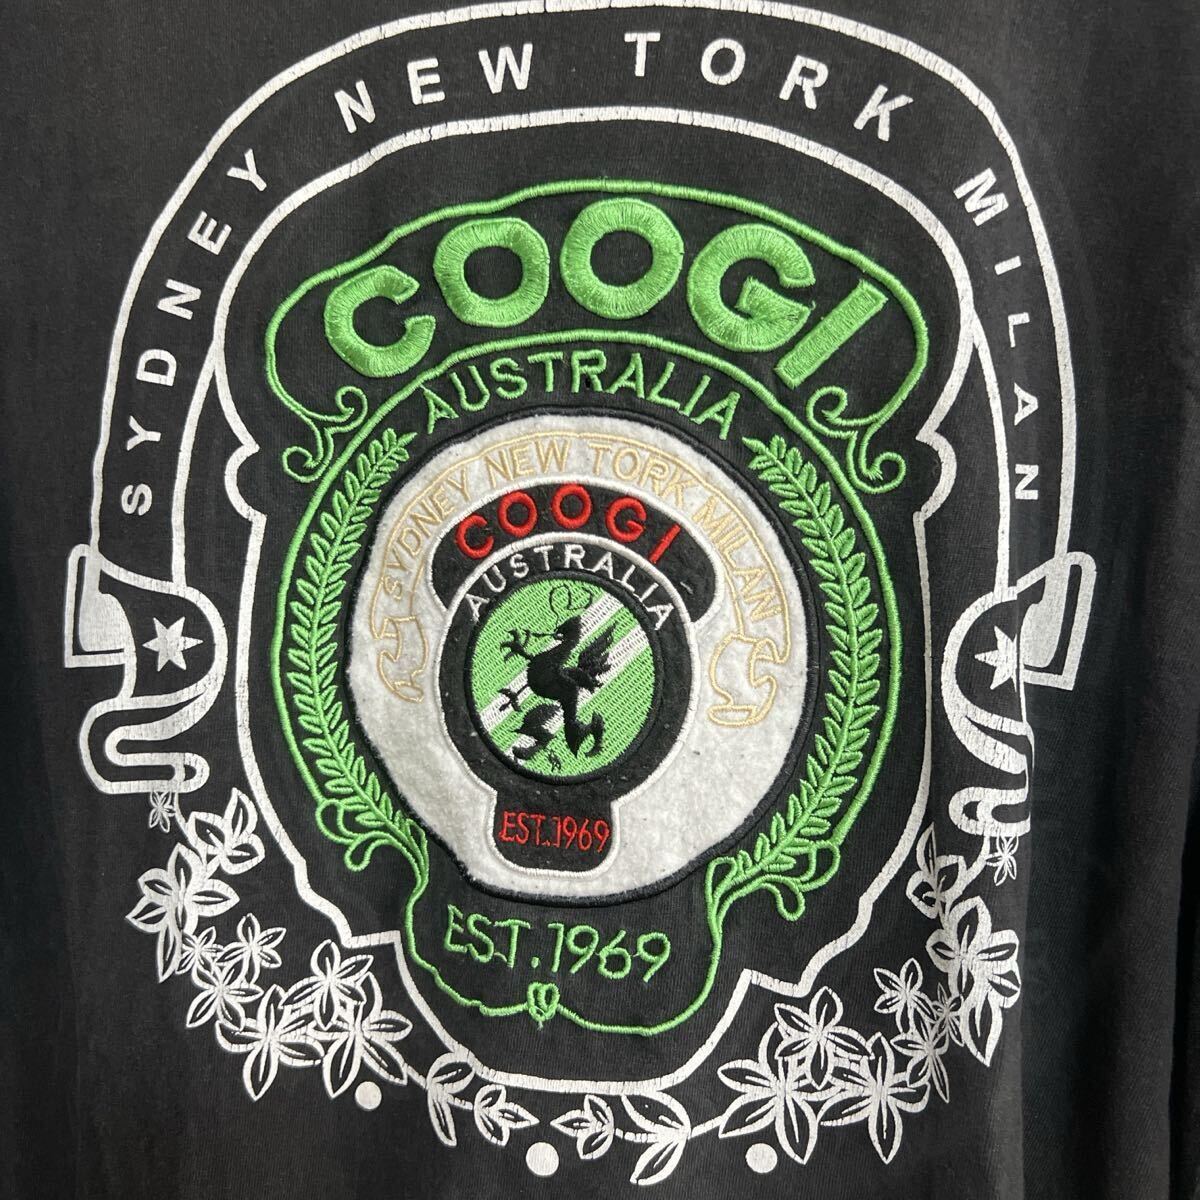 SYDNEY NEW TORK MILAN
COOGI
AUSTRALIA
SYDNEY NEW TORK MILAN
COOGI
AUSTRALIA
EST.1969
EST.1969